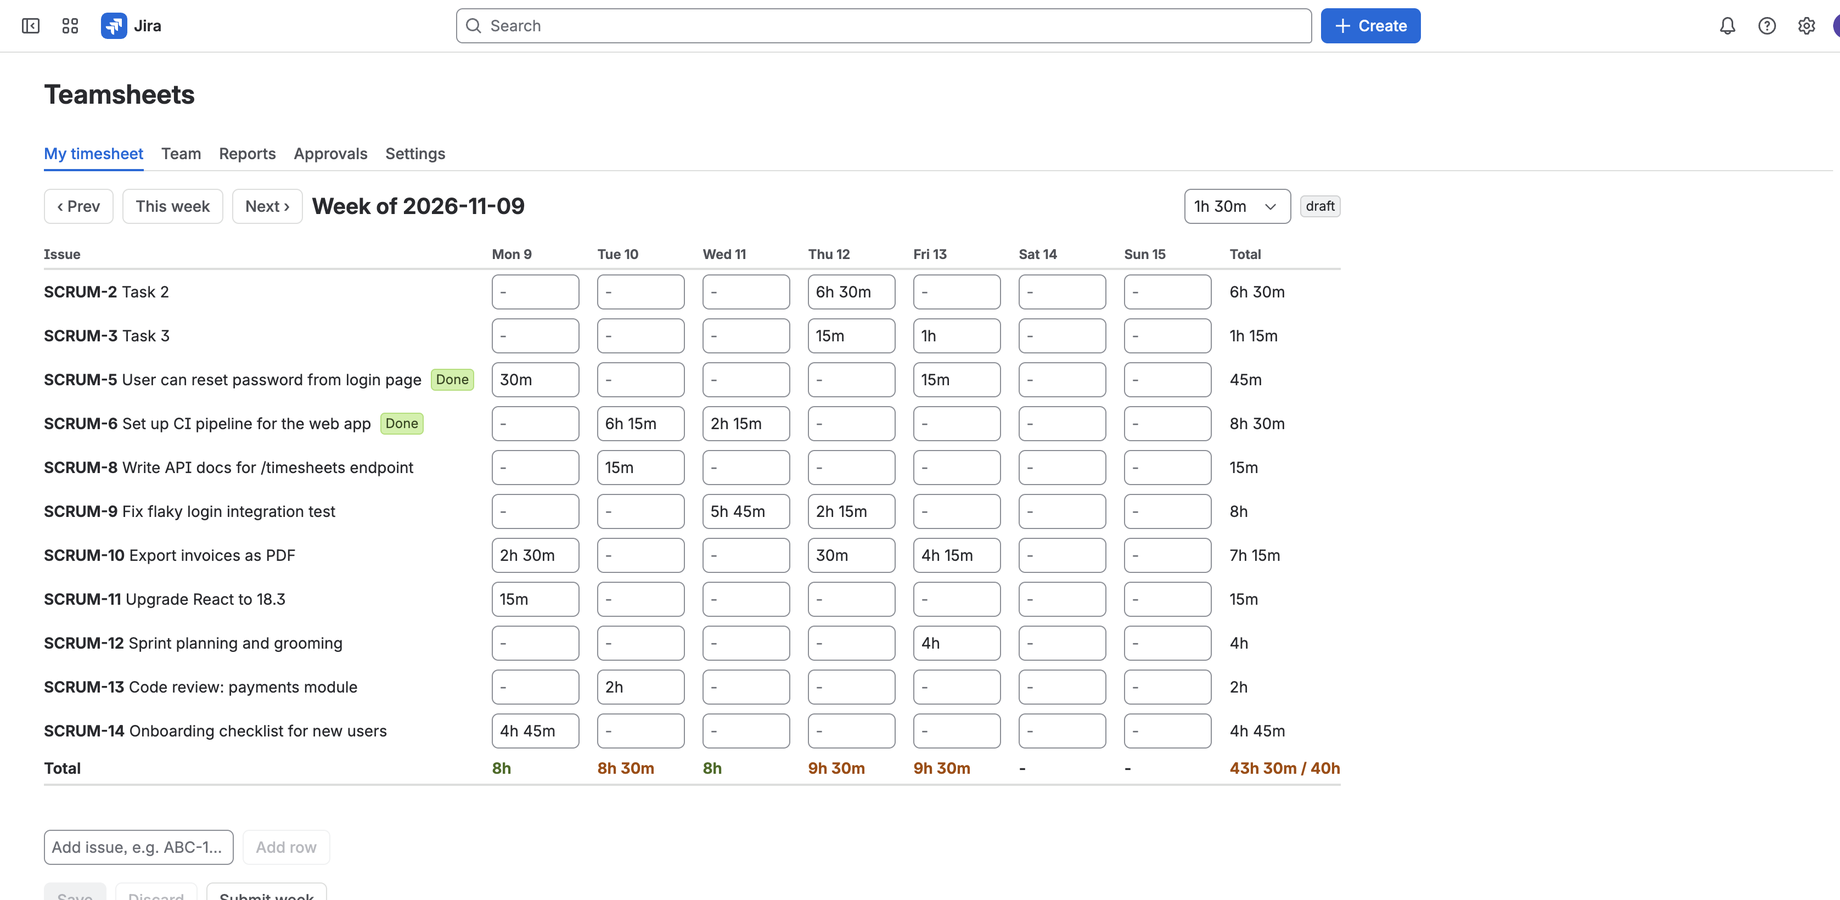 Jira
Search
+ Create
Teamsheets
My timesheet Team Reports Approvals Settings
‹ Prev This week Next › Week of 2026-11-09 1h 30m draft
Issue Mon 9 Tue 10 Wed 11 Thu 12 Fri 13 Sat 14 Sun 15 Total
SCRUM-2 Task 2 - - - 6h 30m - - - 6h 30m
SCRUM-3 Task 3 - - - 15m 1h - - 1h 15m
SCRUM-5 User can reset password from login page Done 30m - - - 15m - - 45m
SCRUM-6 Set up CI pipeline for the web app Done - 6h 15m 2h 15m - - - - 8h 30m
SCRUM-8 Write API docs for /timesheets endpoint - 15m - - - - - 15m
SCRUM-9 Fix flaky login integration test - - 5h 45m 2h 15m - - - 8h
SCRUM-10 Export invoices as PDF 2h 30m - - 30m 4h 15m - - 7h 15m
SCRUM-11 Upgrade React to 18.3 15m - - - - - - 15m
SCRUM-12 Sprint planning and grooming - - - - 4h - - 4h
SCRUM-13 Code review: payments module - 2h - - - - - 2h
SCRUM-14 Onboarding checklist for new users 4h 45m - - - - - - 4h 45m
Total 8h 8h 30m 8h 9h 30m 9h 30m - - 43h 30m / 40h
Add issue, e.g. ABC-1... Add row
Save Discard Submit week